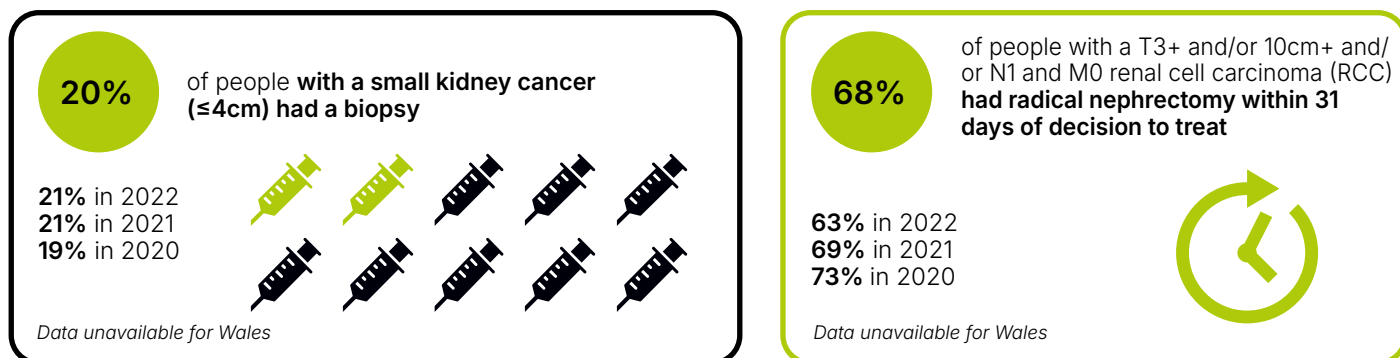 20%
of people with a small kidney cancer
(≤4cm) had a biopsy
21% in 2022
21% in 2021
19% in 2020
Data unavailable for Wales
68%
of people with a T3+ and/or 10cm+ and/
or N1 and M0 renal cell carcinoma (RCC)
had radical nephrectomy within 31
days of decision to treat
63% in 2022
69% in 2021
73% in 2020
Data unavailable for Wales